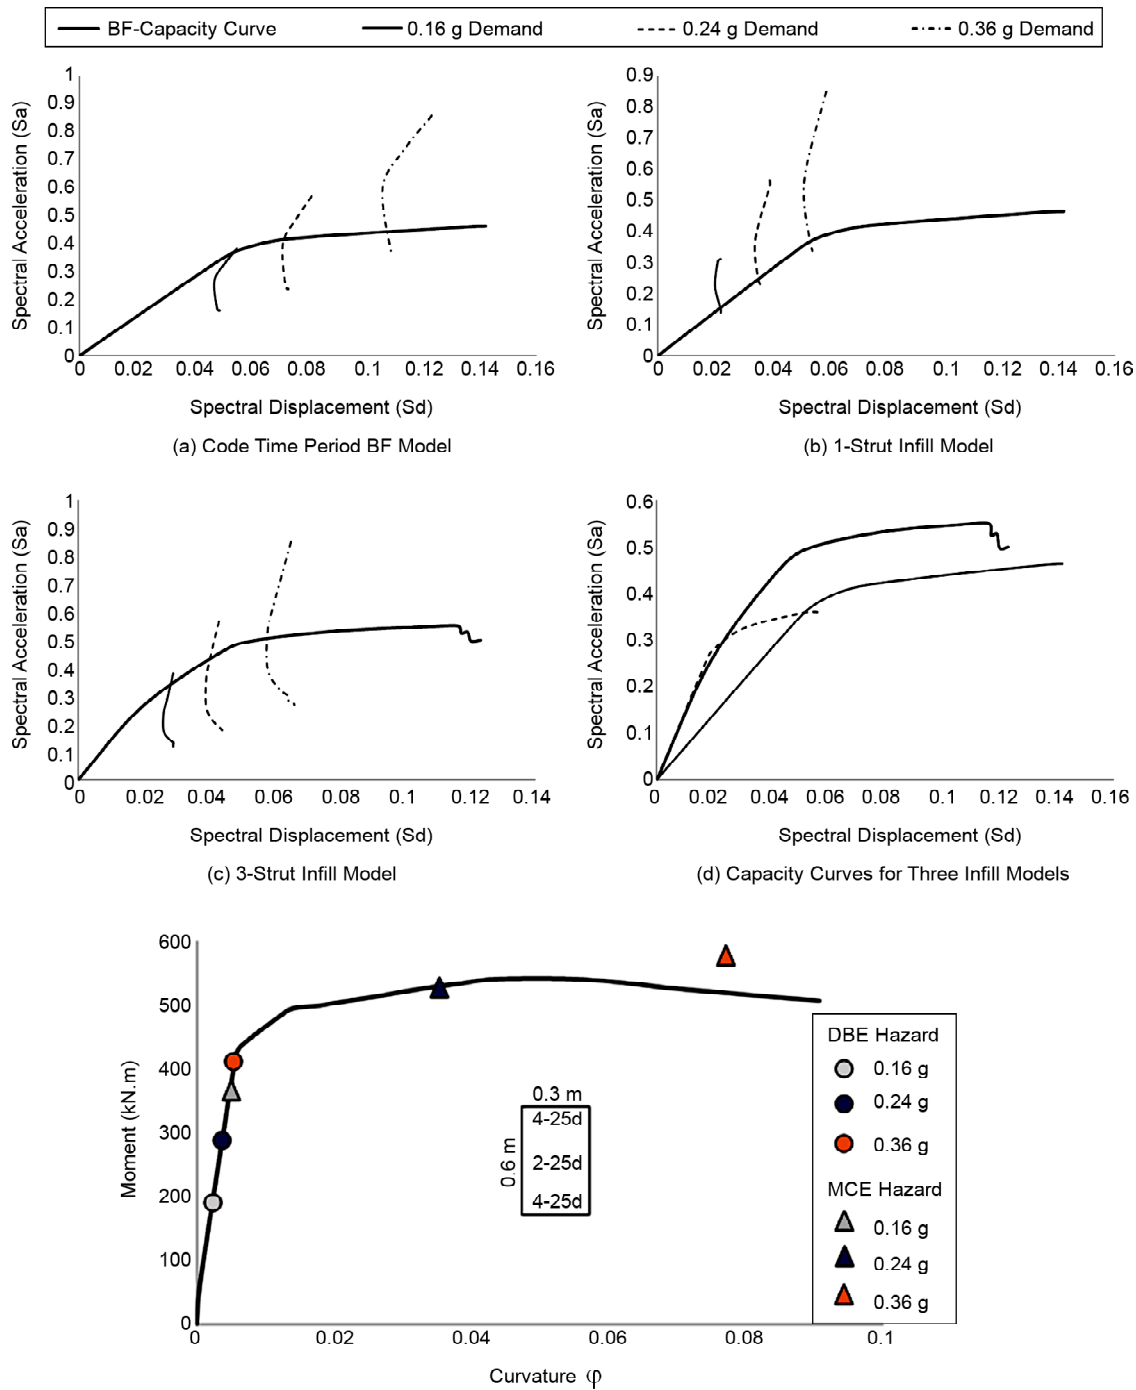 BF-Capacity Curve 0.16 g Demand 0.24 g Demand 0.36 g Demand
Spectral Acceleration (Sa)
1
0.9
0.8
0.7
0.6
0.5
0.4
0.3
0.2
0.1
0
0 0.02 0.04 0.06 0.08 0.1 0.12 0.14 0.16
Spectral Displacement (Sd)
(a) Code Time Period BF Model
Spectral Acceleration (Sa)
0.9
0.8
0.7
0.6
0.5
0.4
0.3
0.2
0.1
0
0 0.02 0.04 0.06 0.08 0.1 0.12 0.14 0.16
Spectral Displacement (Sd)
(b) 1-Strut Infill Model
Spectral Acceleration (Sa)
1
0.9
0.8
0.7
0.6
0.5
0.4
0.3
0.2
0.1
0
0 0.02 0.04 0.06 0.08 0.1 0.12 0.14
Spectral Displacement (Sd)
(c) 3-Strut Infill Model
Spectral Acceleration (Sa)
0.6
0.5
0.4
0.3
0.2
0.1
0
0 0.02 0.04 0.06 0.08 0.1 0.12 0.14 0.16
Spectral Displacement (Sd)
(d) Capacity Curves for Three Infill Models
Moment (kN.m)
600
500
400
300
200
100
0
0 0.02 0.04 0.06 0.08 0.1
Curvature φ
0.3 m
0.6 m
4-25d
2-25d
4-25d
DBE Hazard
0.16 g
0.24 g
0.36 g
MCE Hazard
0.16 g
0.24 g
0.36 g